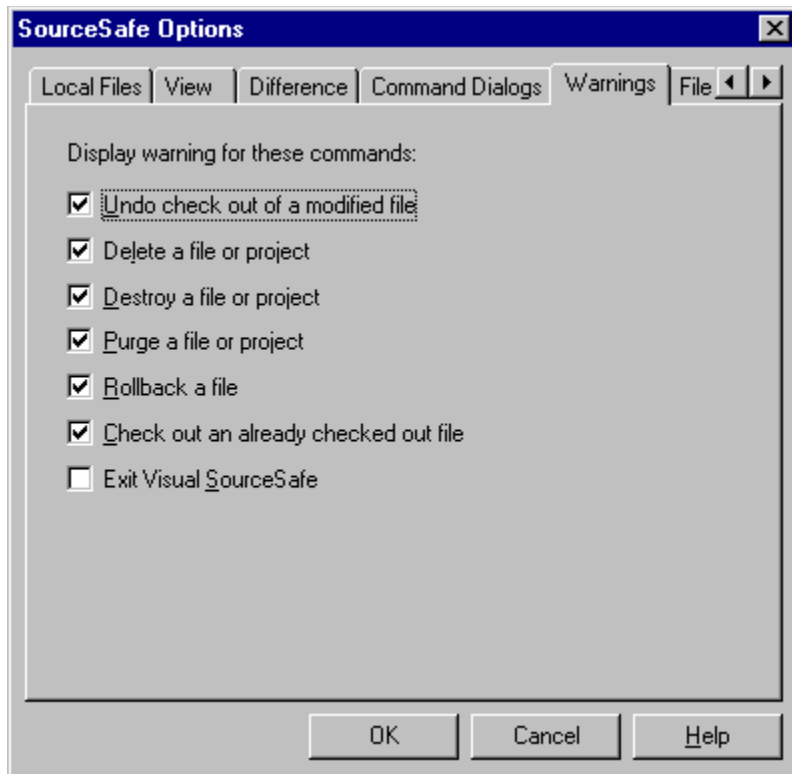 SourceSafe Options
Local Files View Difference Command Dialogs Warnings File
Display warning for these commands:
Undo check out of a modified file
Delete a file or project
Destroy a file or project
Purge a file or project
Rollback a file
Check out an already checked out file
Exit Visual SourceSafe
OK Cancel Help